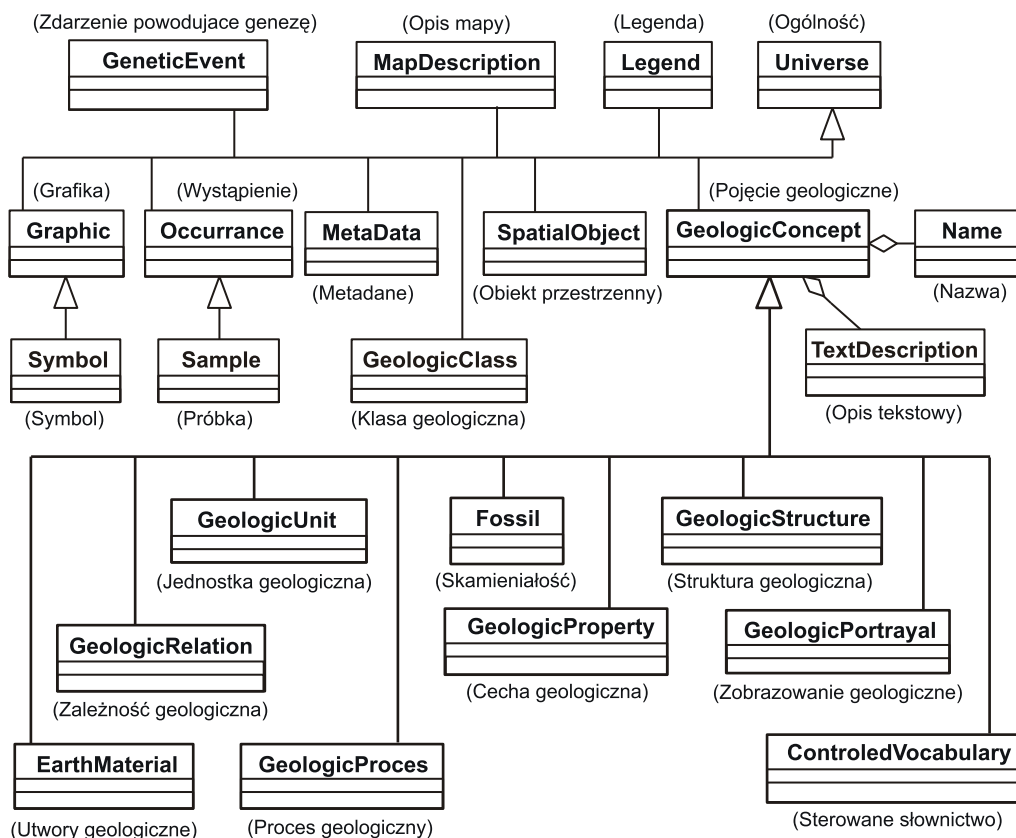 (Zdarzenie powodujace genezę)
(Opis mapy)
(Legenda)
(Ogólność)
GeneticEvent
MapDescription
Legend
Universe
(Grafika)
(Wystąpienie)
(Pojęcie geologiczne)
Graphic
Occurrance
MetaData
SpatialObject
GeologicConcept
Name
(Metadane)
(Obiekt przestrzenny)
(Nazwa)
Symbol
Sample
GeologicClass
TextDescription
(Symbol)
(Próbka)
(Klasa geologiczna)
(Opis tekstowy)
GeologicUnit
Fossil
GeologicStructure
(Jednostka geologiczna)
(Skamieniałość)
(Struktura geologiczna)
GeologicRelation
GeologicProperty
GeologicPortrayal
(Zależność geologiczna)
(Cecha geologiczna)
(Zobrazowanie geologiczne)
EarthMaterial
GeologicProces
ControledVocabulary
(Utwory geologiczne)
(Proces geologiczny)
(Sterowane słownictwo)